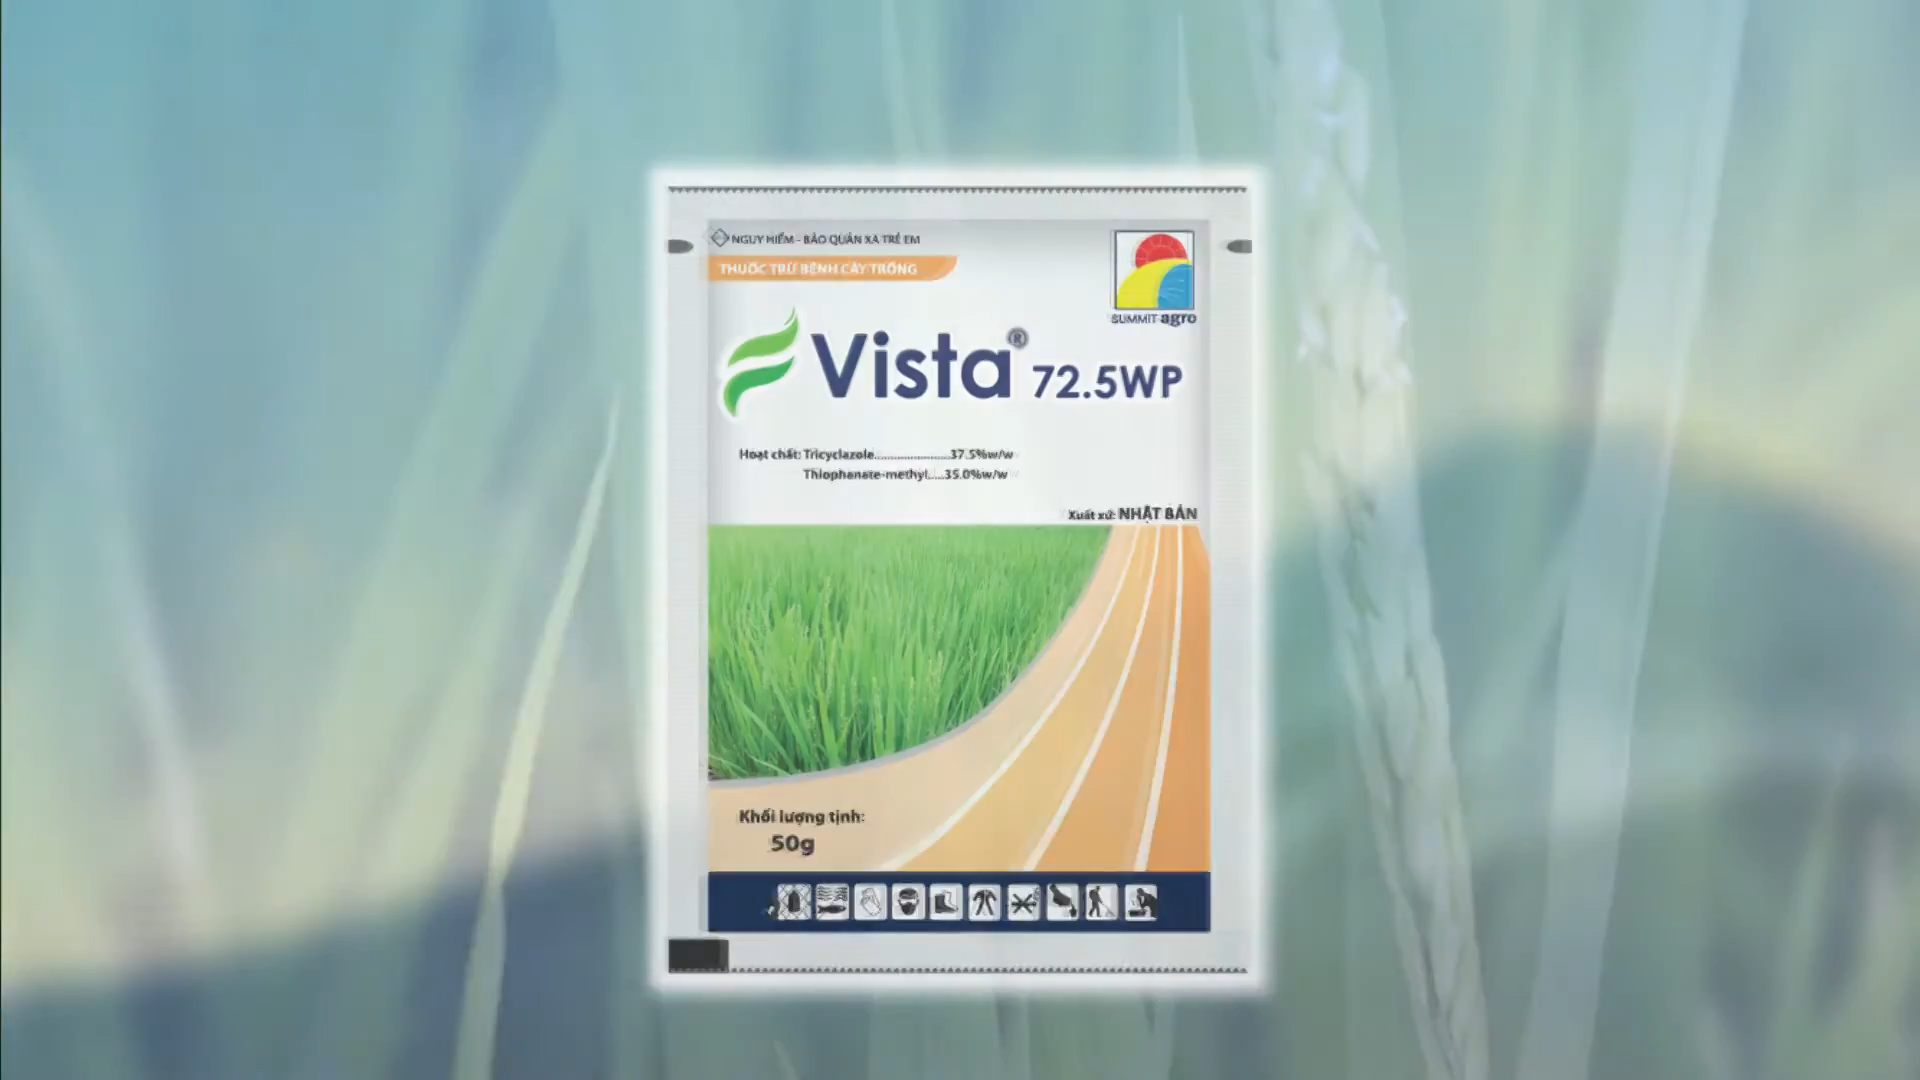 NGUY HIỂM - BẢO QUẢN XA TRẺ EM
THUỐC TRỪ BỆNH CÂY TRỒNG
SUMMIT agro
Vista® 72.5WP
Hoạt chất: Tricyclazole......................37.5%w/w
Thiophanate-methyl.....35.0%w/w
Xuất xứ: NHẬT BẢN
Khối lượng tịnh:
50g